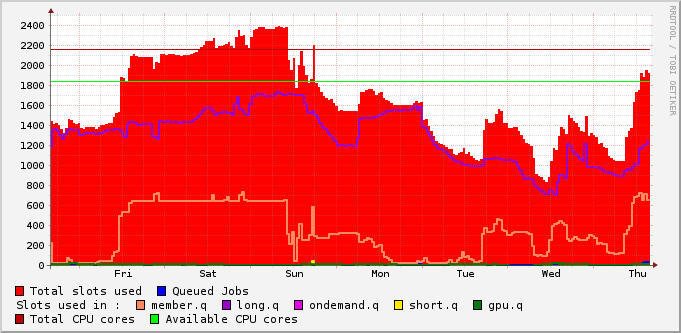 RRDTOOL / TOBI OETIKER
2400
2200
2000
1800
1600
1400
1200
1000
800
600
400
200
0
Fri Sat Sun Mon Tue Wed Thu
Total slots used Queued Jobs
Slots used in : member.q long.q ondemand.q short.q gpu.q
Total CPU cores Available CPU cores